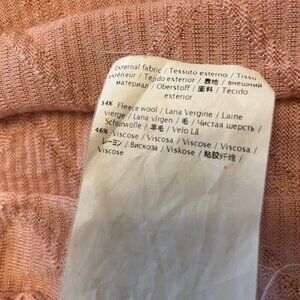 External fabric / Tessuto esterno / Tissu
extérieur / Tejido exterior / 表地 / внешний
материал / Oberstoff / 面料 / Tecido
exterior
54% Fleece wool / Lana Vergine / Laine
vierge / Lana virgen / 毛 / Чистая шерсть /
Schurwolle / 羊毛 / Velo Lã
46% Viscose / Viscosa / Viscose / Viscosa /
レーヨン / Вискоза / Viskose / 粘胶纤维 /
Viscose